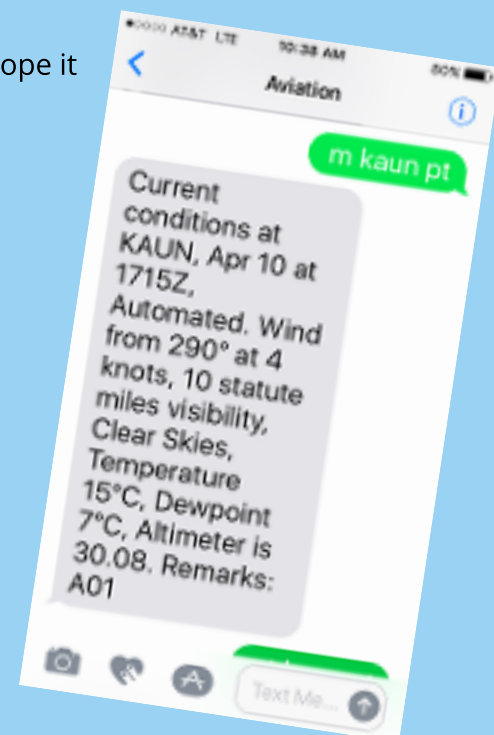 ope it
AT&T LTE 10:38 AM 80%
Aviation
m kaun pt
Current
conditions at
KAUN, Apr 10 at
1715Z,
Automated. Wind
from 290° at 4
knots, 10 statute
miles visibility,
Clear Skies,
Temperature
15°C, Dewpoint
7°C, Altimeter is
30.08. Remarks:
A01
Text Me...